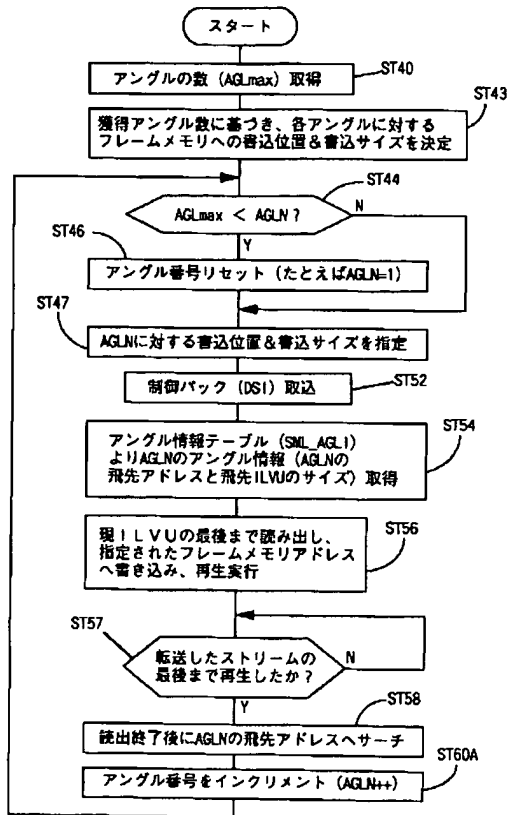 スタート
アングルの数 (AGLmax) 取得
ST40
獲得アングル数に基づき、各アングルに対する
フレームメモリへの書込位置&書込サイズを決定
ST43
AGLmax < AGLN?
ST44
N
Y
ST46
アングル番号リセット (たとえばAGLN=1)
ST47
AGLNに対する書込位置&書込サイズを指定
制御パック (DSI) 取込
ST52
アングル情報テーブル (SML_AGLI)
よりAGLNのアングル情報 (AGLNの
飛先アドレスと飛先ILVUのサイズ) 取得
ST54
現ILVUの最後まで読み出し、
指定されたフレームメモリアドレス
へ書き込み、再生実行
ST56
ST57
転送したストリームの
最後まで再生したか?
N
Y
ST58
読出終了後にAGLNの飛先アドレスへサーチ
ST60A
アングル番号をインクリメント (AGLN++)